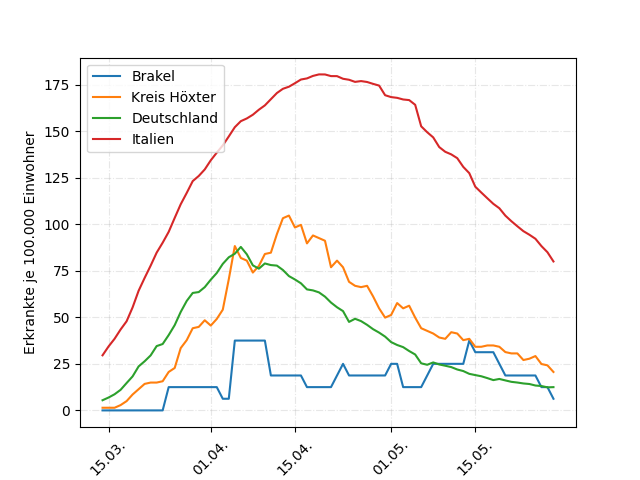 Brakel
Kreis Höxter
Deutschland
Italien
Erkrankte je 100.000 Einwohner
175
150
125
100
75
50
25
0
15.03.
01.04.
15.04.
01.05.
15.05.